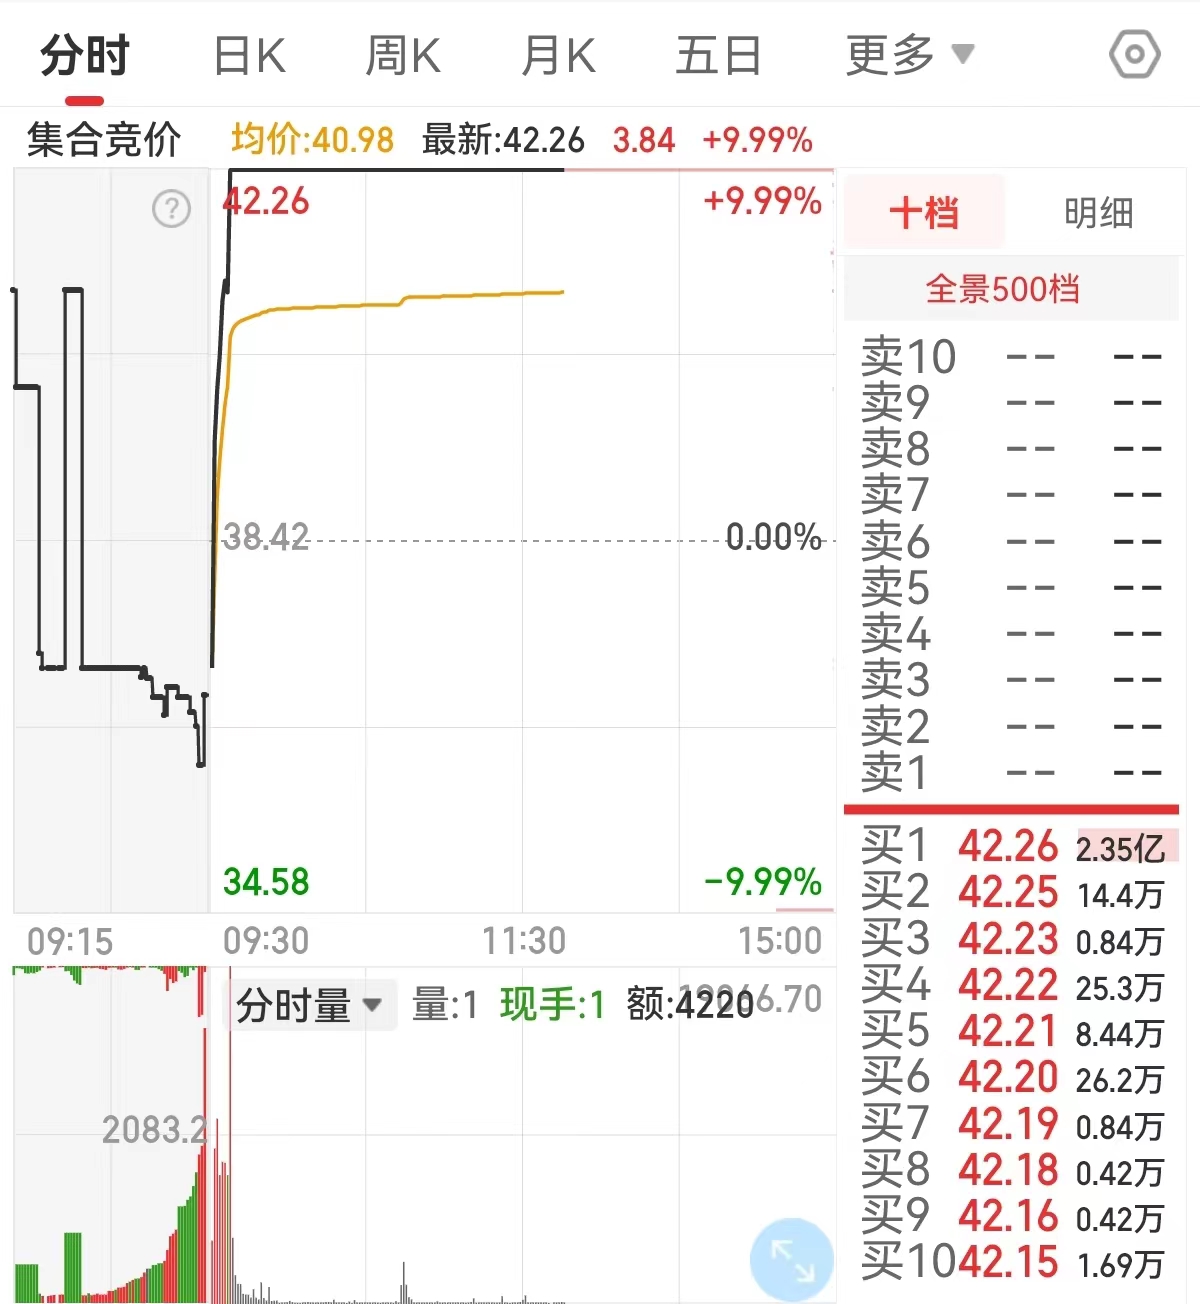 分时 日K 周K 月K 五日 更多
集合竞价 均价:40.98 最新:42.26 3.84 +9.99%
42.26 +9.99%
十档 明细
全景500档
38.42 0.00%
卖10 -- --
卖9 -- --
卖8 -- --
卖7 -- --
卖6 -- --
卖5 -- --
卖4 -- --
卖3 -- --
卖2 -- --
卖1 -- --
34.58 -9.99%
09:15 09:30 11:30 15:00
买1 42.26 2.35亿
买2 42.25 14.4万
买3 42.23 0.84万
买4 42.22 25.3万
买5 42.21 8.44万
买6 42.20 26.2万
买7 42.19 0.84万
买8 42.18 0.42万
买9 42.16 0.42万
买10 42.15 1.69万
分时量 量:1 现手:1 额:4220
2083.2